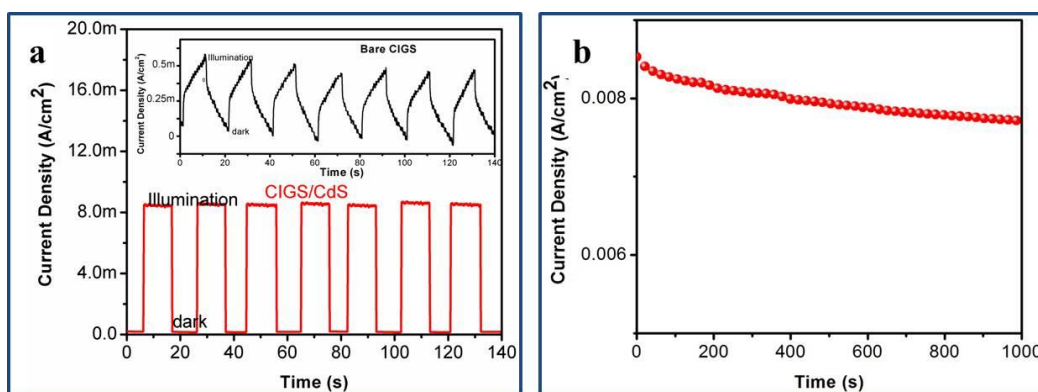 a
20.0m
16.0m
12.0m
8.0m
4.0m
0.0
0 20 40 60 80 100 120 140
Time (s)
Current Density (A/cm²)
Illumination
CIGS/CdS
dark
Bare CIGS
Illumination
dark
0.5m
0.25m
0
0 20 40 60 80 100 120 140
Time (s)
Current Density (A/cm²)
b
0.008
0.006
0 200 400 600 800 1000
Time (s)
Current Density (A/cm²)